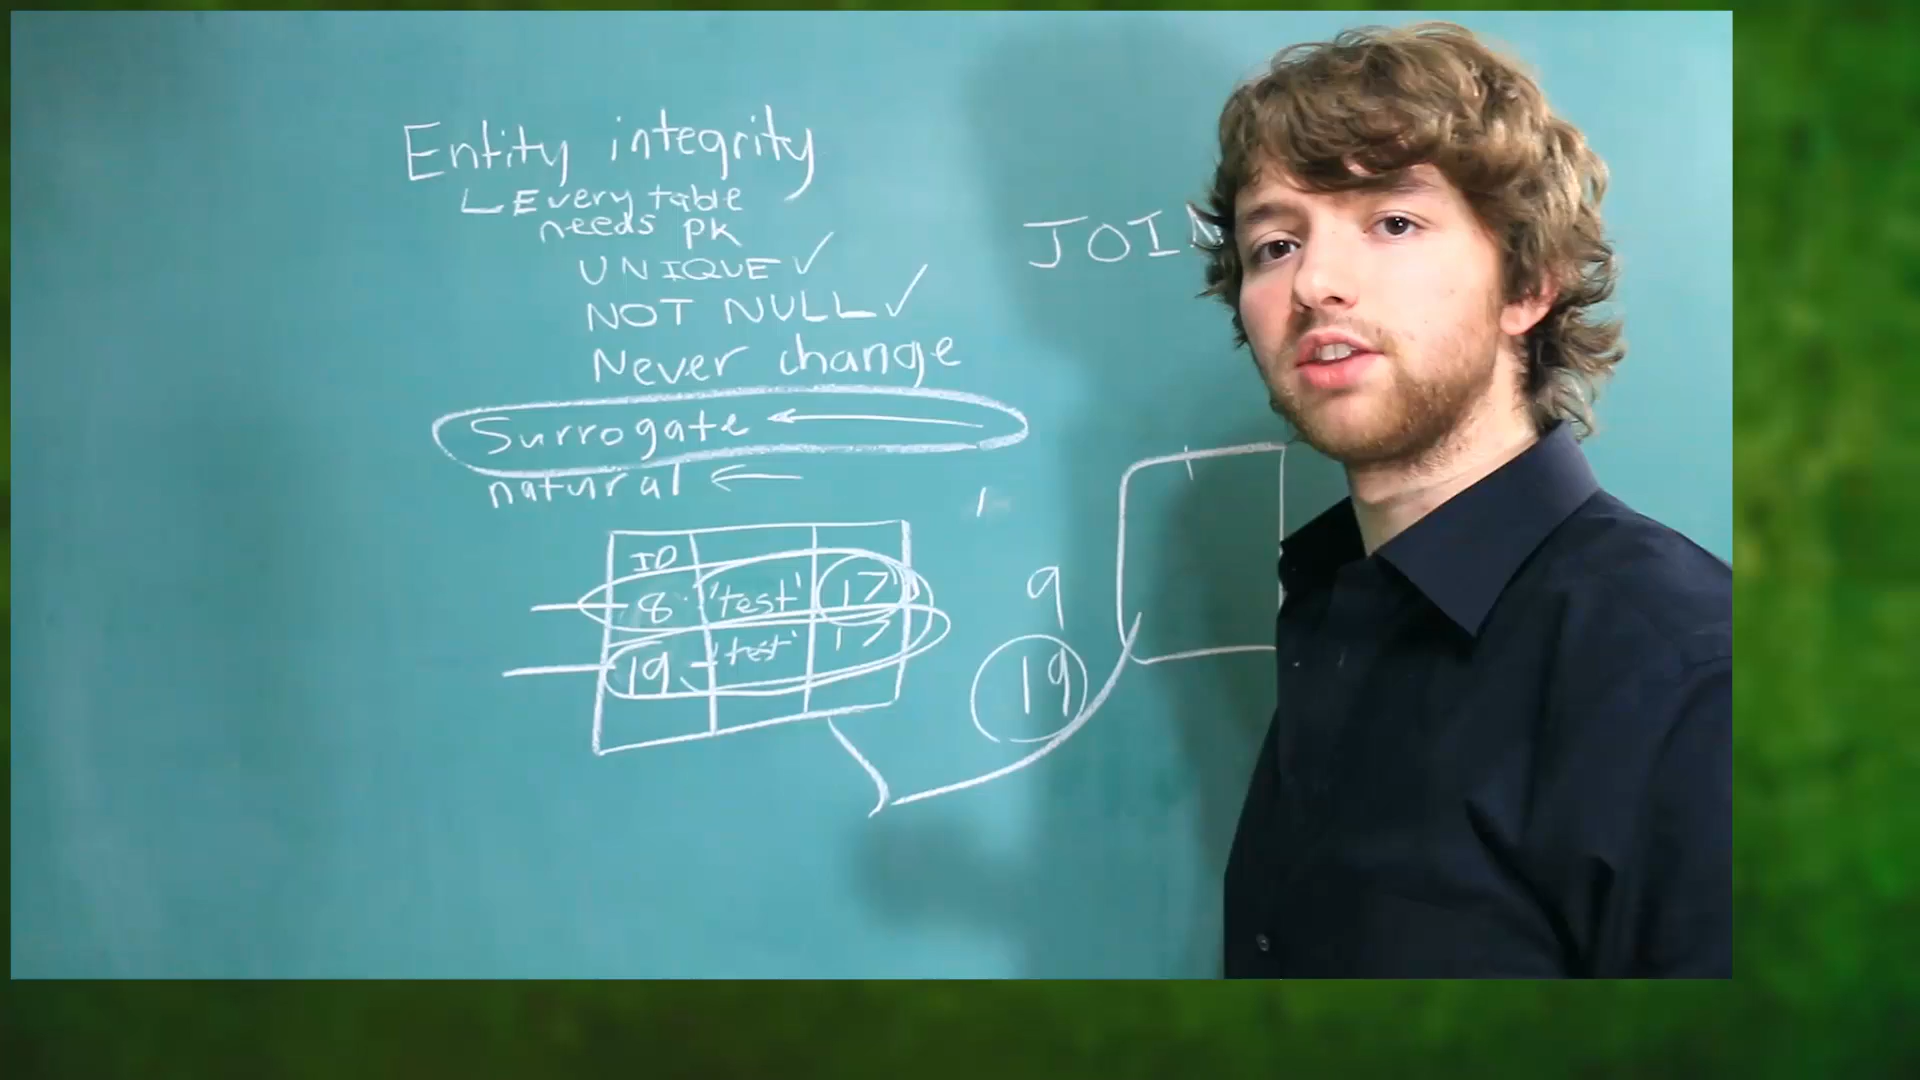 Entity integrity
Every table
needs pk
UNIQUE ✓
NOT NULL ✓
Never change
Surrogate
natural
JOIN
ID
8 'test' 17
19 'test' 17
9
19